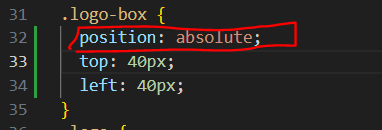 31 .logo-box {
32 position: absolute;
33 top: 40px;
34 left: 40px;
35 }